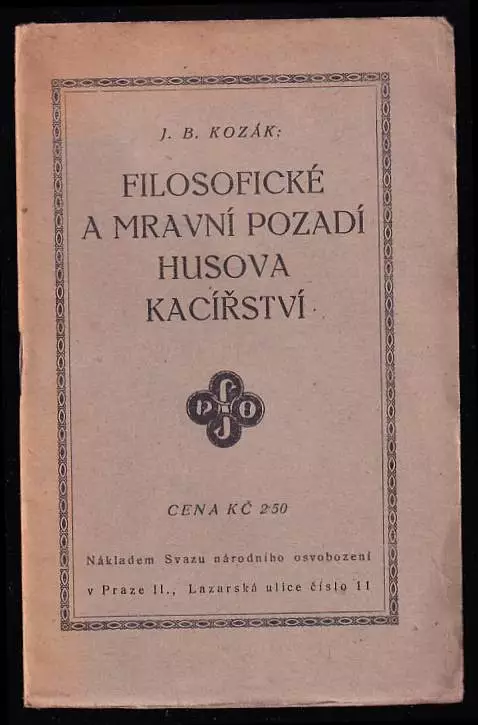 J. B. KOZÁK:
FILOSOFICKÉ
A MRAVNÍ POZADÍ
HUSOVA
KACÍŘSTVÍ
CENA KČ 2·50
Nákladem Svazu národního osvobození
v Praze II., Lazarská ulice číslo 11